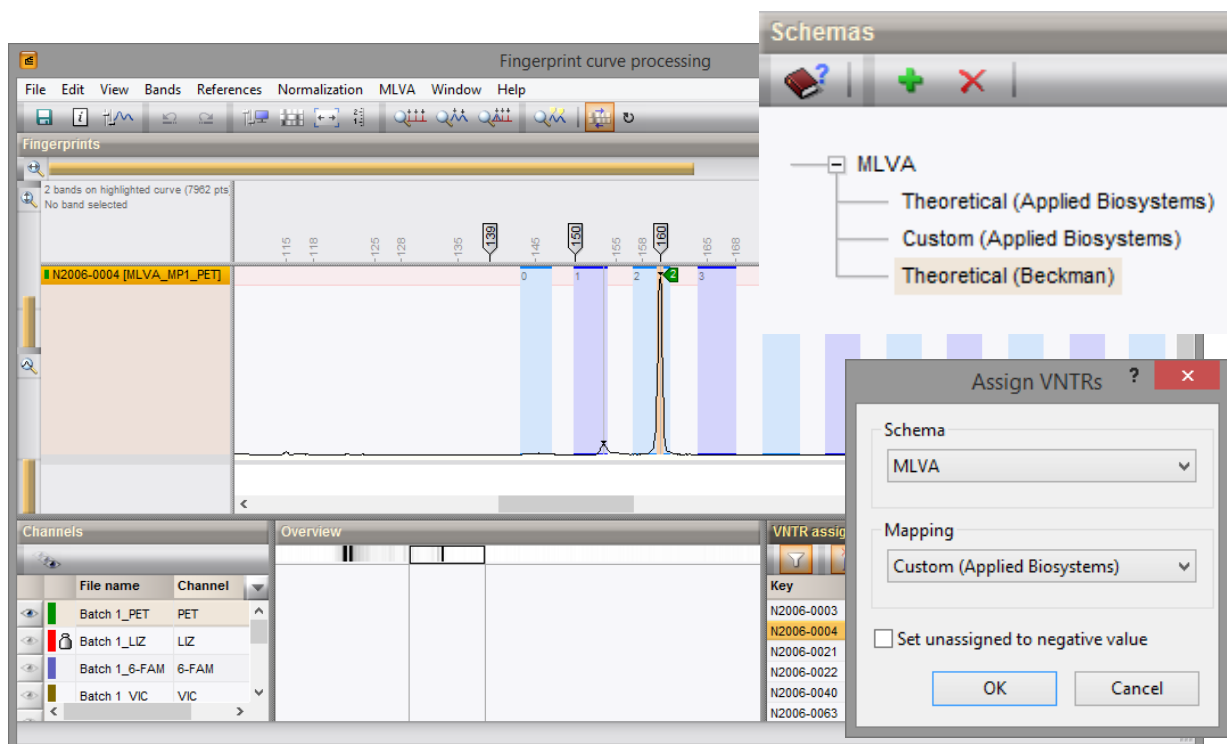 Schemas
Fingerprint curve processing
File Edit View Bands References Normalization MLVA Window Help
Fingerprints
2 bands on highlighted curve (7962 pts
No band selected
115 118 125 128 135 139 145 150 155 158 160 165 168
N2006-0004 [MLVA_MP1_PET]
0 1 2 2 3
MLVA
Theoretical (Applied Biosystems)
Custom (Applied Biosystems)
Theoretical (Beckman)
Assign VNTRs ? ×
Schema
MLVA
Mapping
Custom (Applied Biosystems)
Set unassigned to negative value
OK Cancel
Channels
File name Channel
Batch 1_PET PET
Batch 1_LIZ LIZ
Batch 1_6-FAM 6-FAM
Batch 1_VIC VIC
Overview
VNTR assig
Key
N2006-0003
N2006-0004
N2006-0021
N2006-0022
N2006-0040
N2006-0063